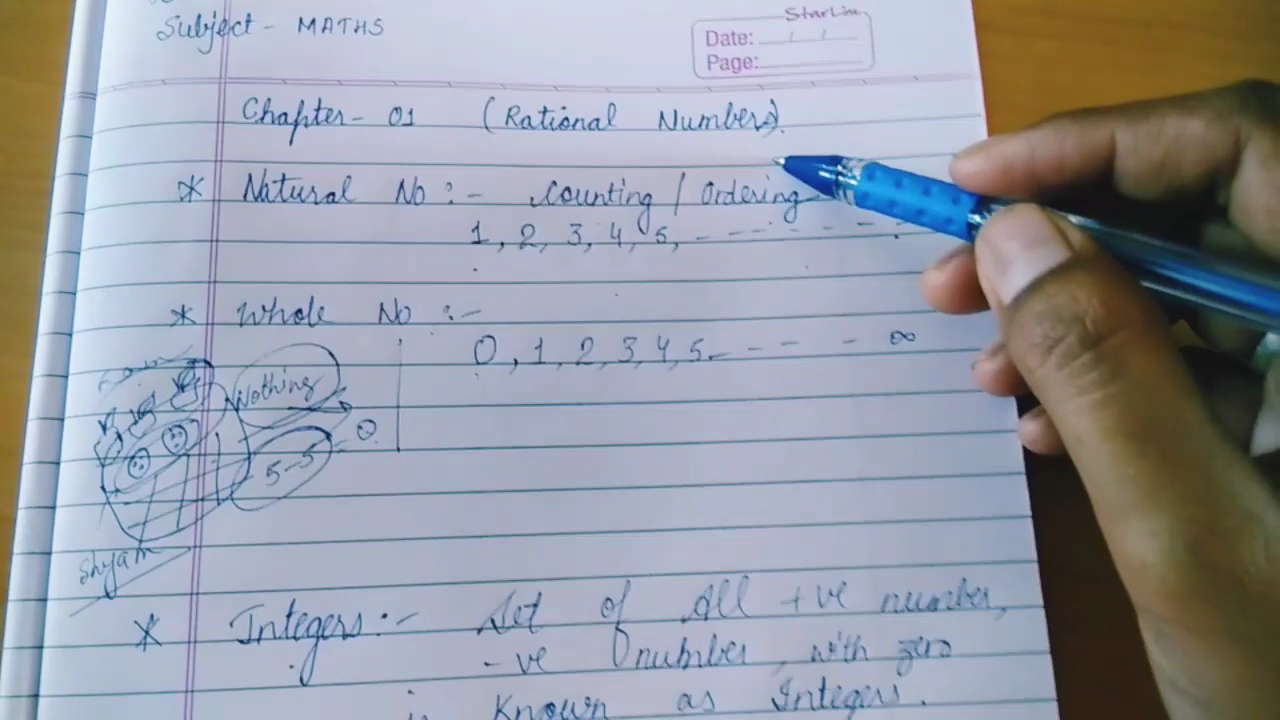 Subject - MATHS
StarLine
Date: / /
Page:
Chapter - 01 (Rational Numbers).
* Natural No :- Counting / Ordering
1, 2, 3, 4, 5, - - - - - - -
* Whole No :-
0, 1, 2, 3, 4, 5 - - - - ∞
Nothing
5-5 = 0
Shyam
* Integers :- Set of All +ve number,
-ve number, with zero
is Known as Integers.